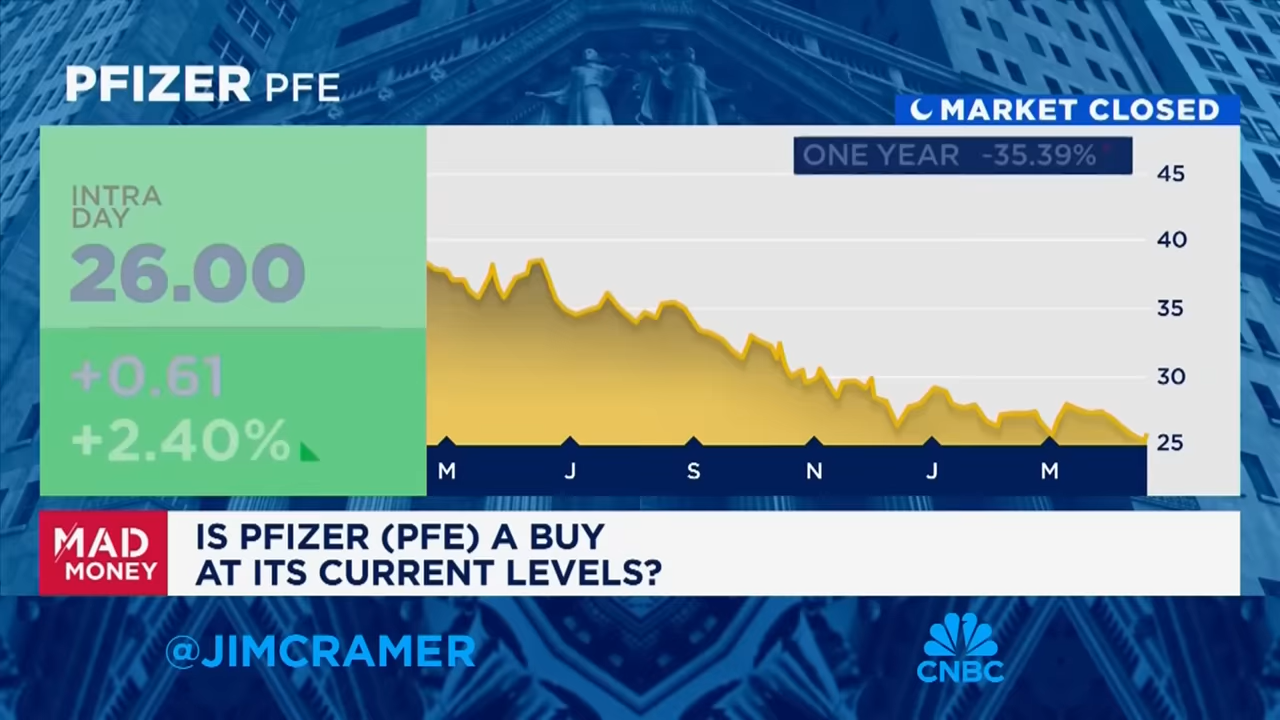 PFIZER PFE
MARKET CLOSED
INTRA
DAY
26.00
+0.61
+2.40%
ONE YEAR -35.39%
45
40
35
30
25
M J S N J M
MAD
MONEY
IS PFIZER (PFE) A BUY
AT ITS CURRENT LEVELS?
@JIMCRAMER
CNBC